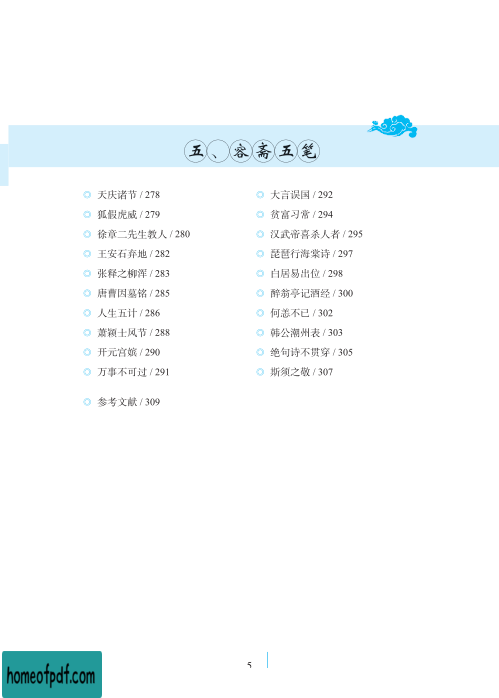 五、容斋五笔
◎ 天庆诸节 / 278
◎ 狐假虎威 / 279
◎ 徐章二先生教人 / 280
◎ 王安石弃地 / 282
◎ 张释之柳浑 / 283
◎ 唐曹因墓铭 / 285
◎ 人生五计 / 286
◎ 萧颖士风节 / 288
◎ 开元宫嫔 / 290
◎ 万事不可过 / 291
◎ 参考文献 / 309
◎ 大言误国 / 292
◎ 贫富习常 / 294
◎ 汉武帝喜杀人者 / 295
◎ 琵琶行海棠诗 / 297
◎ 白居易出位 / 298
◎ 醉翁亭记酒经 / 300
◎ 何恙不已 / 302
◎ 韩公潮州表 / 303
◎ 绝句诗不贯穿 / 305
◎ 斯须之敬 / 307
5
homeofpdf.com